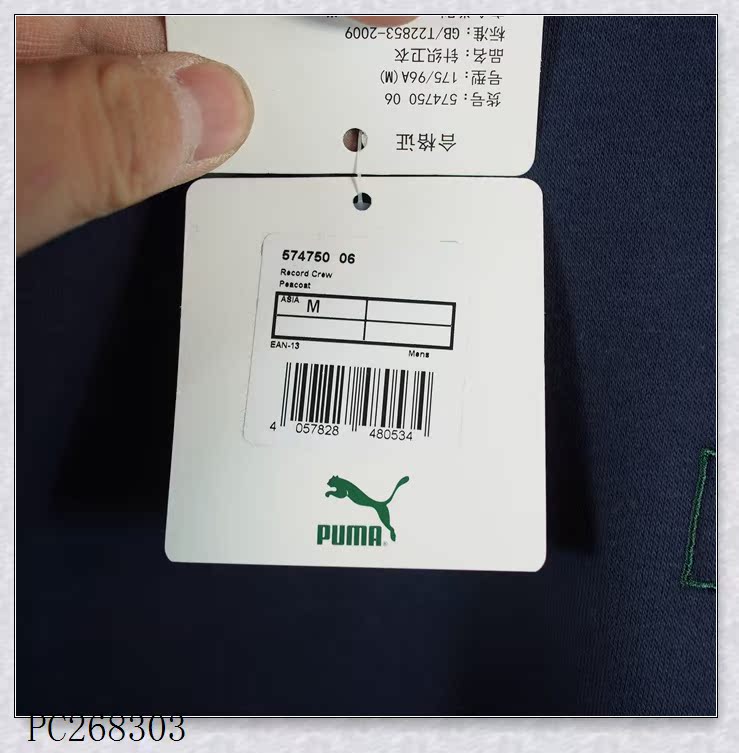 合格证
货号: 574750 06
号型: 175/96A(M)
品名: 针织卫衣
标准: GB/T22853-2009
574750 06
Record Crew
Peacoat
ASIA M
EAN-13
Mens
4 057828 480534
PUMA
PC268303